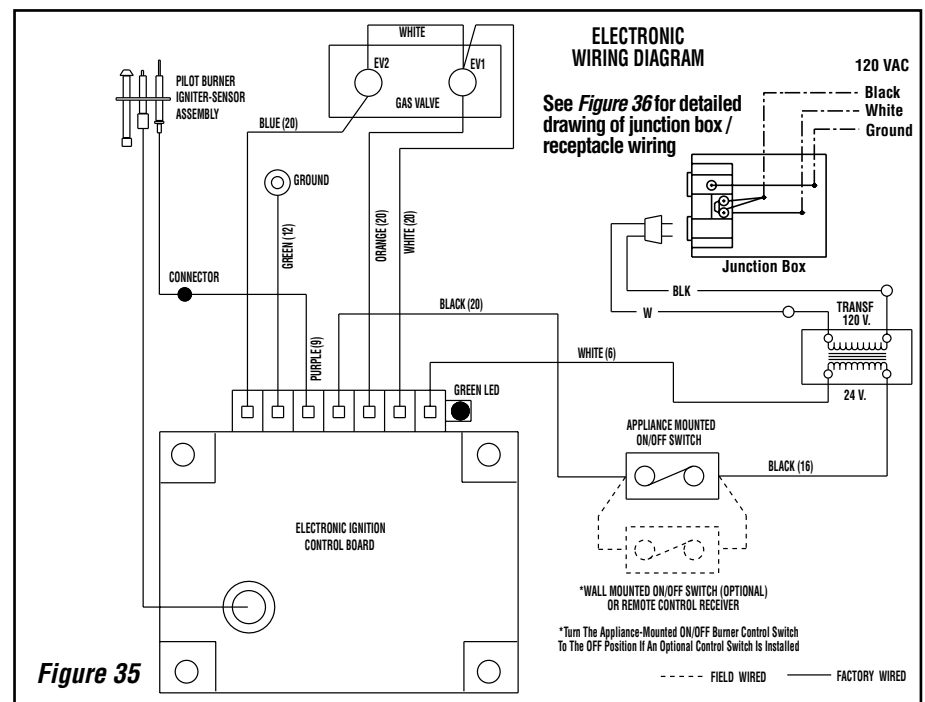 ELECTRONIC
WIRING DIAGRAM
See Figure 36 for detailed
drawing of junction box /
receptacle wiring
120 VAC
Black
White
Ground
Junction Box
WHITE
EV2
EV1
GAS VALVE
PILOT BURNER
IGNITER-SENSOR
ASSEMBLY
BLUE (20)
GROUND
GREEN (12)
ORANGE (20)
WHITE (20)
CONNECTOR
PURPLE (9)
BLACK (20)
WHITE (6)
BLK
W
TRANSF
120 V.
24 V.
GREEN LED
APPLIANCE MOUNTED
ON/OFF SWITCH
BLACK (16)
ELECTRONIC IGNITION
CONTROL BOARD
*WALL MOUNTED ON/OFF SWITCH (OPTIONAL)
OR REMOTE CONTROL RECEIVER
*Turn The Appliance-Mounted ON/OFF Burner Control Switch
To The OFF Position If An Optional Control Switch Is Installed
Figure 35
FIELD WIRED
FACTORY WIRED